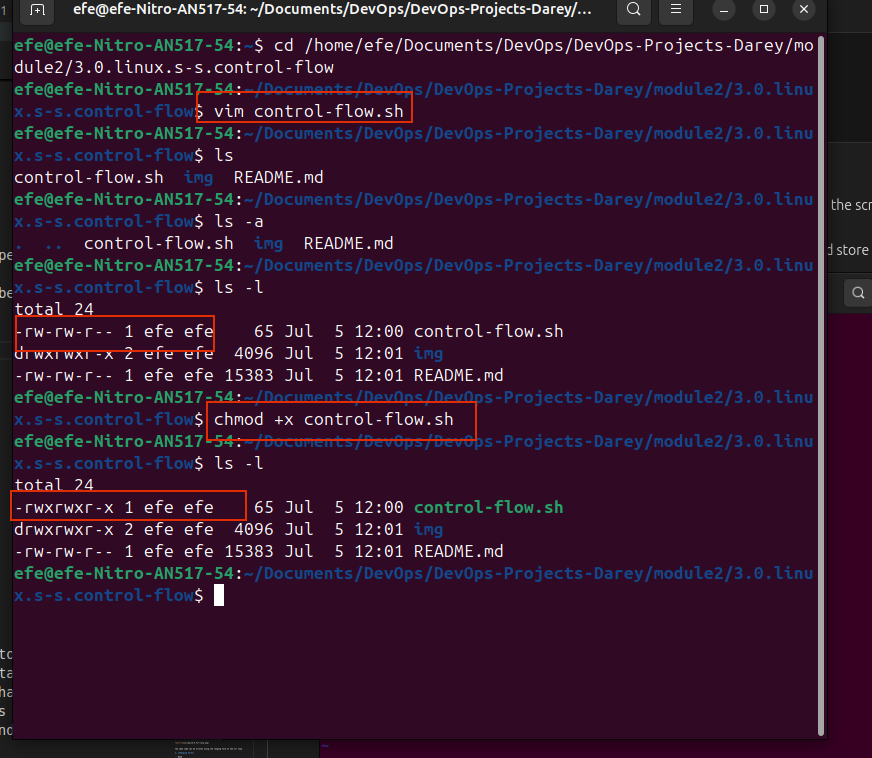 efe@efe-Nitro-AN517-54: ~/Documents/DevOps/DevOps-Projects-Darey/...
efe@efe-Nitro-AN517-54:~$ cd /home/efe/Documents/DevOps/DevOps-Projects-Darey/mo
dule2/3.0.linux.s-s.control-flow
efe@efe-Nitro-AN517-54:~/Documents/DevOps/DevOps-Projects-Darey/module2/3.0.linu
x.s-s.control-flow$ vim control-flow.sh
efe@efe-Nitro-AN517-54:~/Documents/DevOps/DevOps-Projects-Darey/module2/3.0.linu
x.s-s.control-flow$ ls
control-flow.sh  img  README.md
efe@efe-Nitro-AN517-54:~/Documents/DevOps/DevOps-Projects-Darey/module2/3.0.linu
x.s-s.control-flow$ ls -a
.  ..  control-flow.sh  img  README.md
efe@efe-Nitro-AN517-54:~/Documents/DevOps/DevOps-Projects-Darey/module2/3.0.linu
x.s-s.control-flow$ ls -l
total 24
-rw-rw-r-- 1 efe efe    65 Jul  5 12:00 control-flow.sh
drwxrwxr-x 2 efe efe  4096 Jul  5 12:01 img
-rw-rw-r-- 1 efe efe 15383 Jul  5 12:01 README.md
efe@efe-Nitro-AN517-54:~/Documents/DevOps/DevOps-Projects-Darey/module2/3.0.linu
x.s-s.control-flow$ chmod +x control-flow.sh
efe@efe-Nitro-AN517-54:~/Documents/DevOps/DevOps-Projects-Darey/module2/3.0.linu
x.s-s.control-flow$ ls -l
total 24
-rwxrwxr-x 1 efe efe    65 Jul  5 12:00 control-flow.sh
drwxrwxr-x 2 efe efe  4096 Jul  5 12:01 img
-rw-rw-r-- 1 efe efe 15383 Jul  5 12:01 README.md
efe@efe-Nitro-AN517-54:~/Documents/DevOps/DevOps-Projects-Darey/module2/3.0.linu
x.s-s.control-flow$
the scr
d store